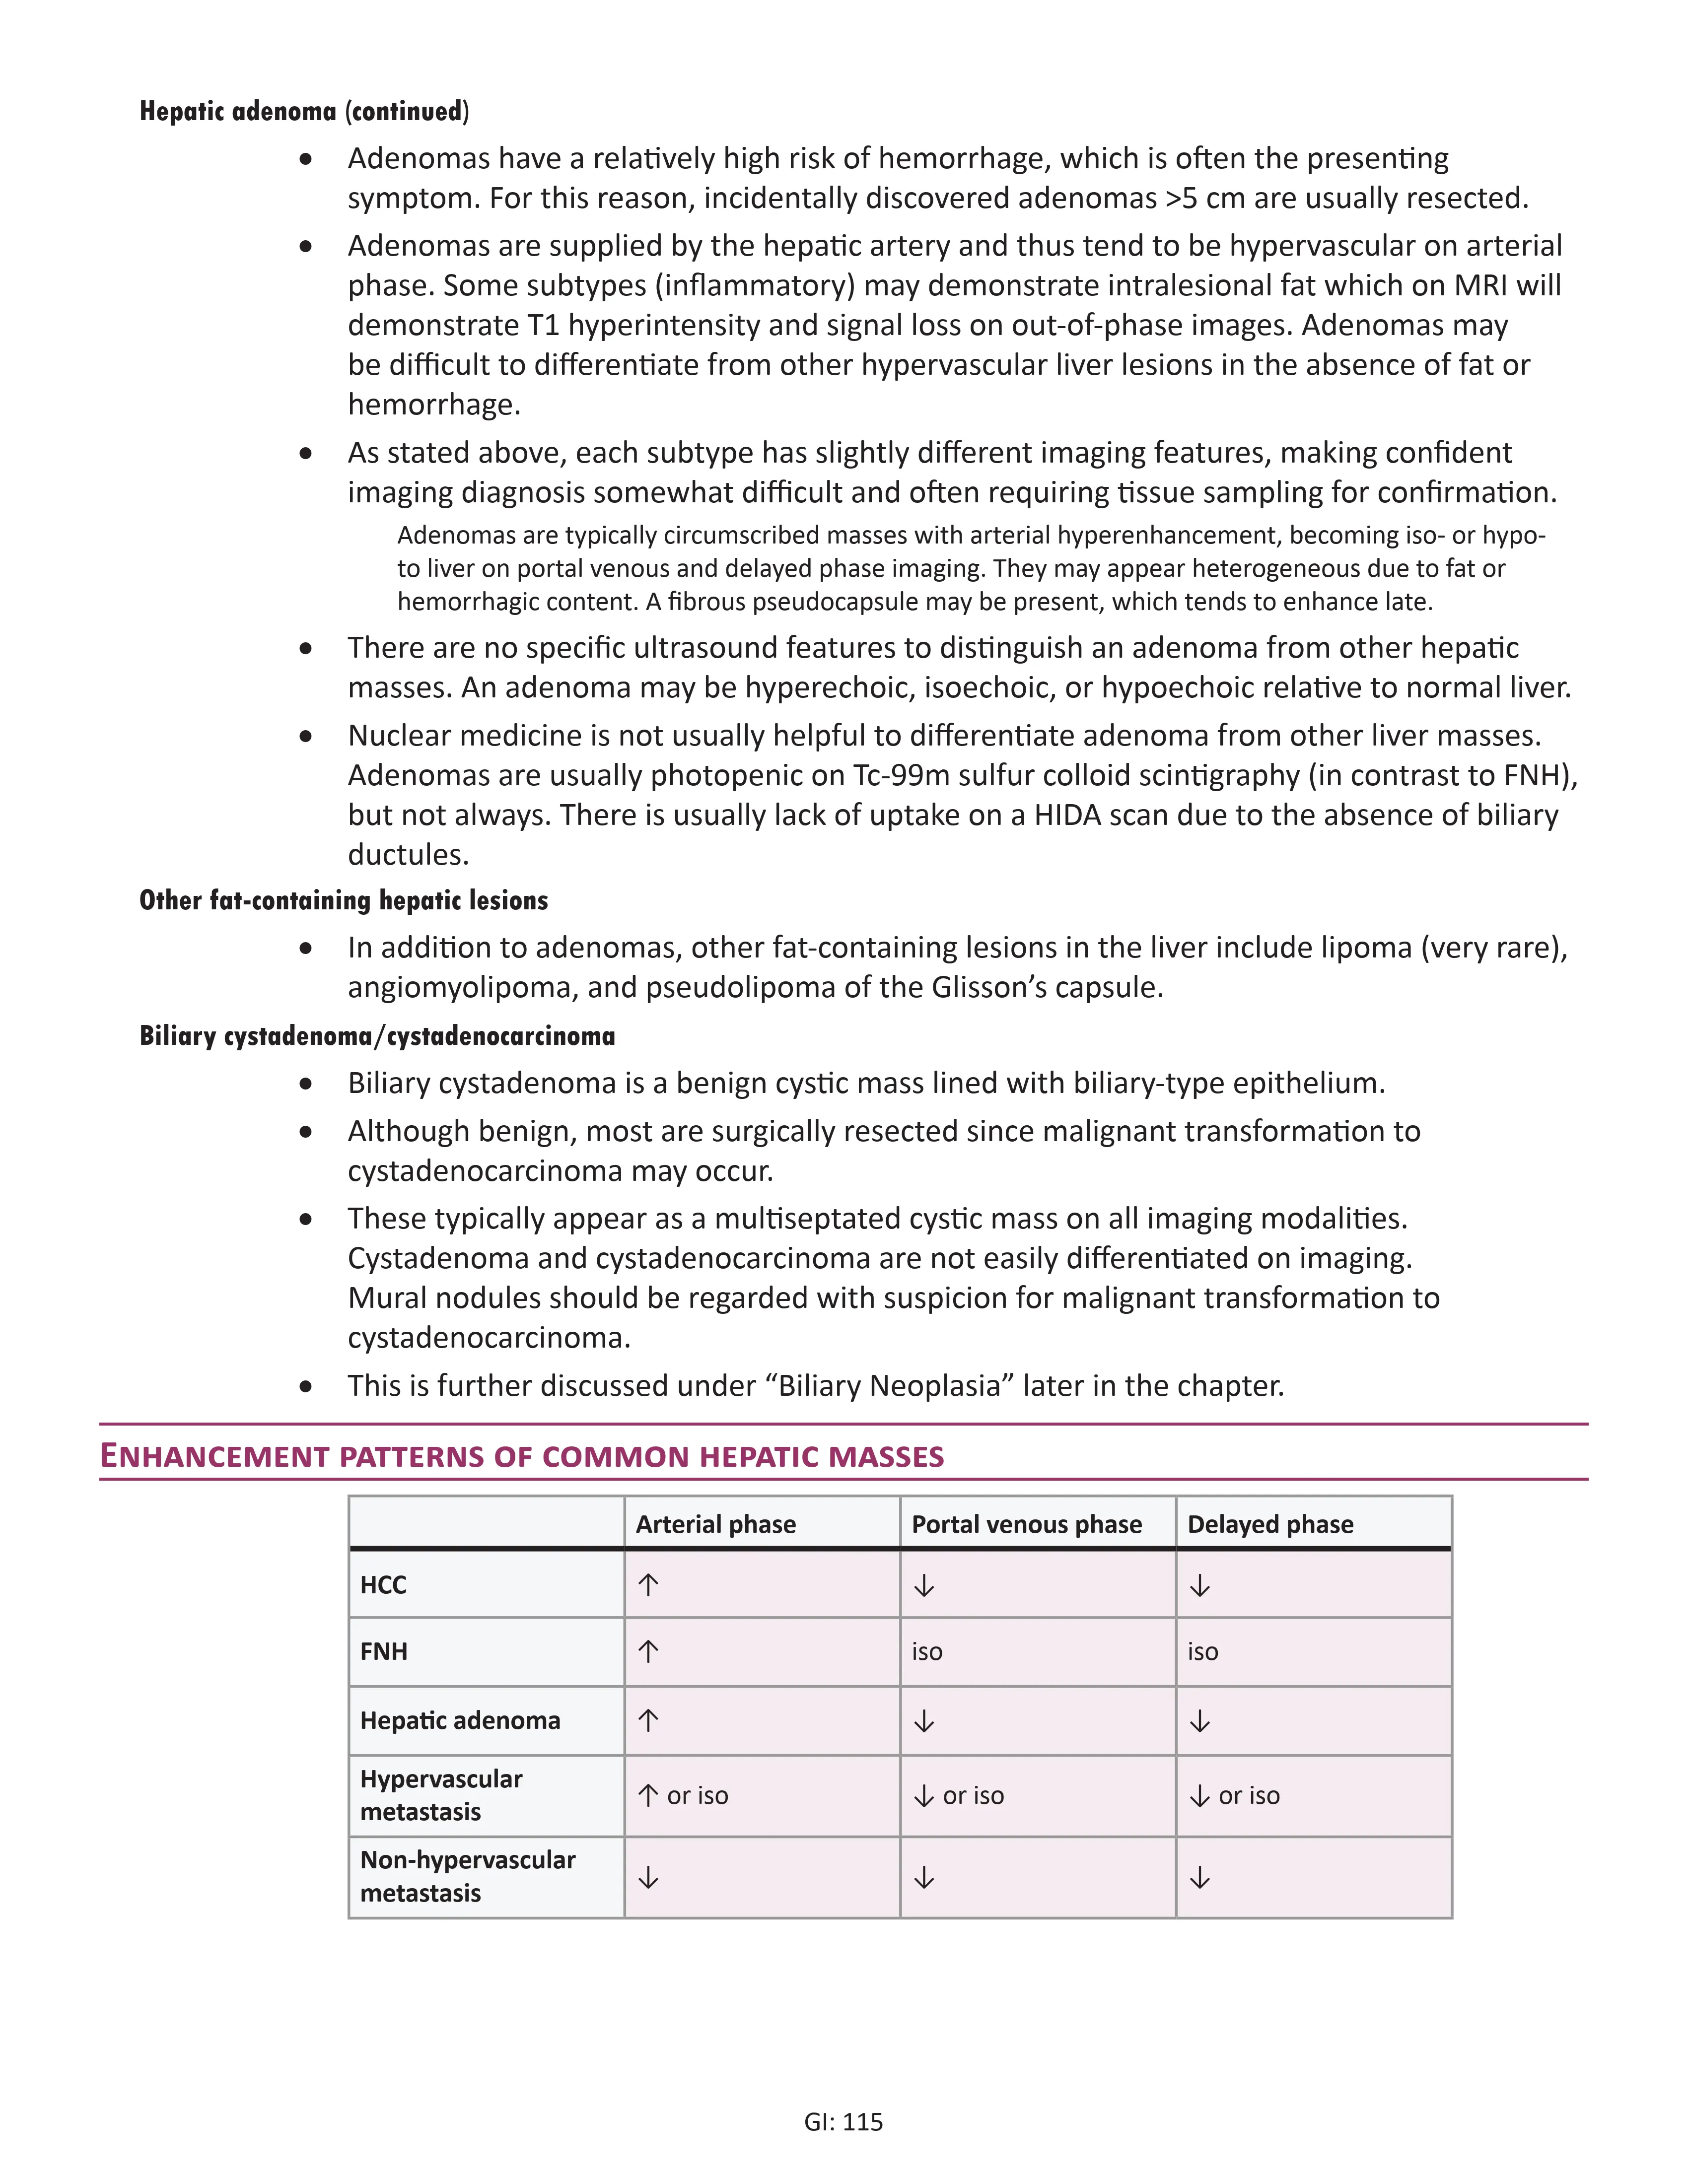 Hepatic adenoma (continued)
• Adenomas have a relatively high risk of hemorrhage, which is often the presenting
symptom. For this reason, incidentally discovered adenomas >5 cm are usually resected.
• Adenomas are supplied by the hepatic artery and thus tend to be hypervascular on arterial
phase. Some subtypes (inflammatory) may demonstrate intralesional fat which on MRI will
demonstrate T1 hyperintensity and signal loss on out-of-phase images. Adenomas may
be difficult to differentiate from other hypervascular liver lesions in the absence of fat or
hemorrhage.
• As stated above, each subtype has slightly different imaging features, making confident
imaging diagnosis somewhat difficult and often requiring tissue sampling for confirmation.
Adenomas are typically circumscribed masses with arterial hyperenhancement, becoming iso- or hypo-
to liver on portal venous and delayed phase imaging. They may appear heterogeneous due to fat or
hemorrhagic content. A fibrous pseudocapsule may be present, which tends to enhance late.
• There are no specific ultrasound features to distinguish an adenoma from other hepatic
masses. An adenoma may be hyperechoic, isoechoic, or hypoechoic relative to normal liver.
• Nuclear medicine is not usually helpful to differentiate adenoma from other liver masses.
Adenomas are usually photopenic on Tc-99m sulfur colloid scintigraphy (in contrast to FNH),
but not always. There is usually lack of uptake on a HIDA scan due to the absence of biliary
ductules.
Other fat-containing hepatic lesions
• In addition to adenomas, other fat-containing lesions in the liver include lipoma (very rare),
angiomyolipoma, and pseudolipoma of the Glisson’s capsule.
Biliary cystadenoma/cystadenocarcinoma
• Biliary cystadenoma is a benign cystic mass lined with biliary-type epithelium.
• Although benign, most are surgically resected since malignant transformation to
cystadenocarcinoma may occur.
• These typically appear as a multiseptated cystic mass on all imaging modalities.
Cystadenoma and cystadenocarcinoma are not easily differentiated on imaging.
Mural nodules should be regarded with suspicion for malignant transformation to
cystadenocarcinoma.
• This is further discussed under “Biliary Neoplasia” later in the chapter.
Enhancement patterns of common hepatic masses
Arterial phase Portal venous phase Delayed phase
HCC ↑ ↓ ↓
FNH ↑ iso iso
Hepatic adenoma ↑ ↓ ↓
Hypervascular
metastasis ↑ or iso ↓ or iso ↓ or iso
Non-hypervascular
metastasis ↓ ↓ ↓
GI: 115